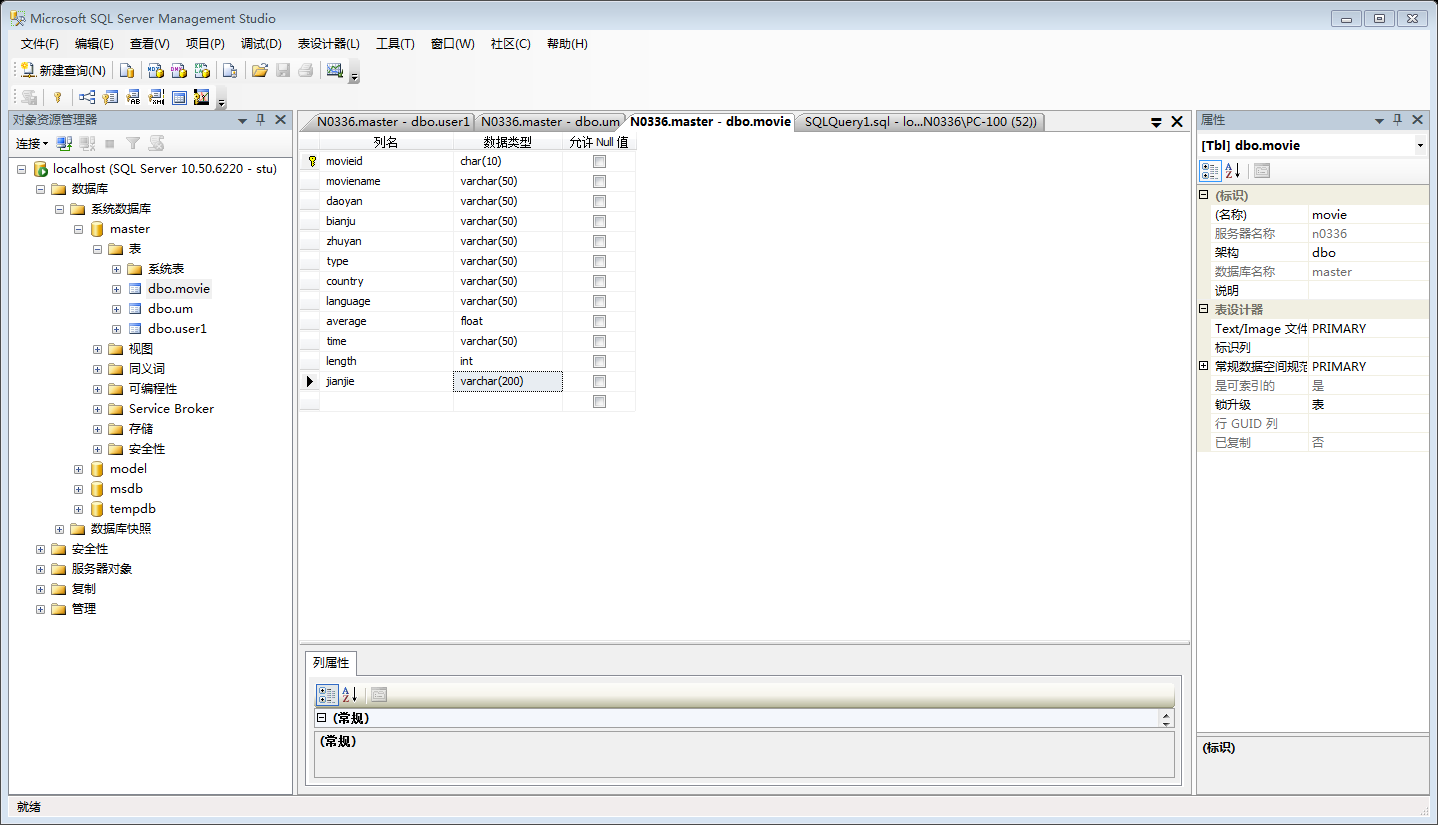 Microsoft SQL Server Management Studio
文件(F) 编辑(E) 查看(V) 项目(P) 调试(D) 表设计器(L) 工具(T) 窗口(W) 社区(C) 帮助(H)
新建查询(N)
对象资源管理器
连接
localhost (SQL Server 10.50.6220 - stu)
数据库
系统数据库
master
表
系统表
dbo.movie
dbo.um
dbo.user1
视图
同义词
可编程性
Service Broker
存储
安全性
model
msdb
tempdb
数据库快照
安全性
服务器对象
复制
管理
N0336.master - dbo.user1 N0336.master - dbo.um N0336.master - dbo.movie SQLQuery1.sql - lo...N0336\PC-100 (52))
列名 数据类型 允许 Null 值
movieid char(10)
moviename varchar(50)
daoyan varchar(50)
bianju varchar(50)
zhuyan varchar(50)
type varchar(50)
country varchar(50)
language varchar(50)
average float
time varchar(50)
length int
jianjie varchar(200)
列属性
(常规)
(常规)
属性
[Tbl] dbo.movie
(标识)
(名称) movie
服务器名称 n0336
架构 dbo
数据库名称 master
说明
表设计器
Text/Image 文件 PRIMARY
标识列
常规数据空间规范 PRIMARY
是可索引的 是
锁升级 表
行 GUID 列
已复制 否
(标识)
就绪